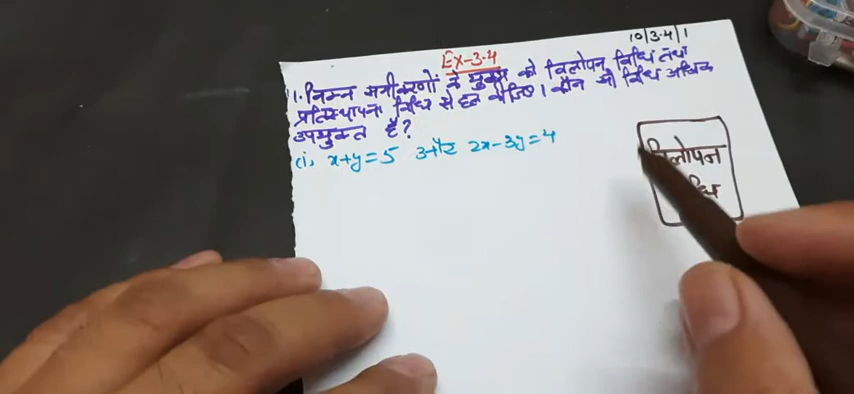 10/3.4/1
Ex-3.4
1. निम्न समीकरणों के युग्म को विलोपन विधि तथा
प्रतिस्थापना विधि से हल कीजिए। कौन सी विधि अधिक
उपयुक्त है?
(i) x+y=5 और 2x-3y=4
विलोपन